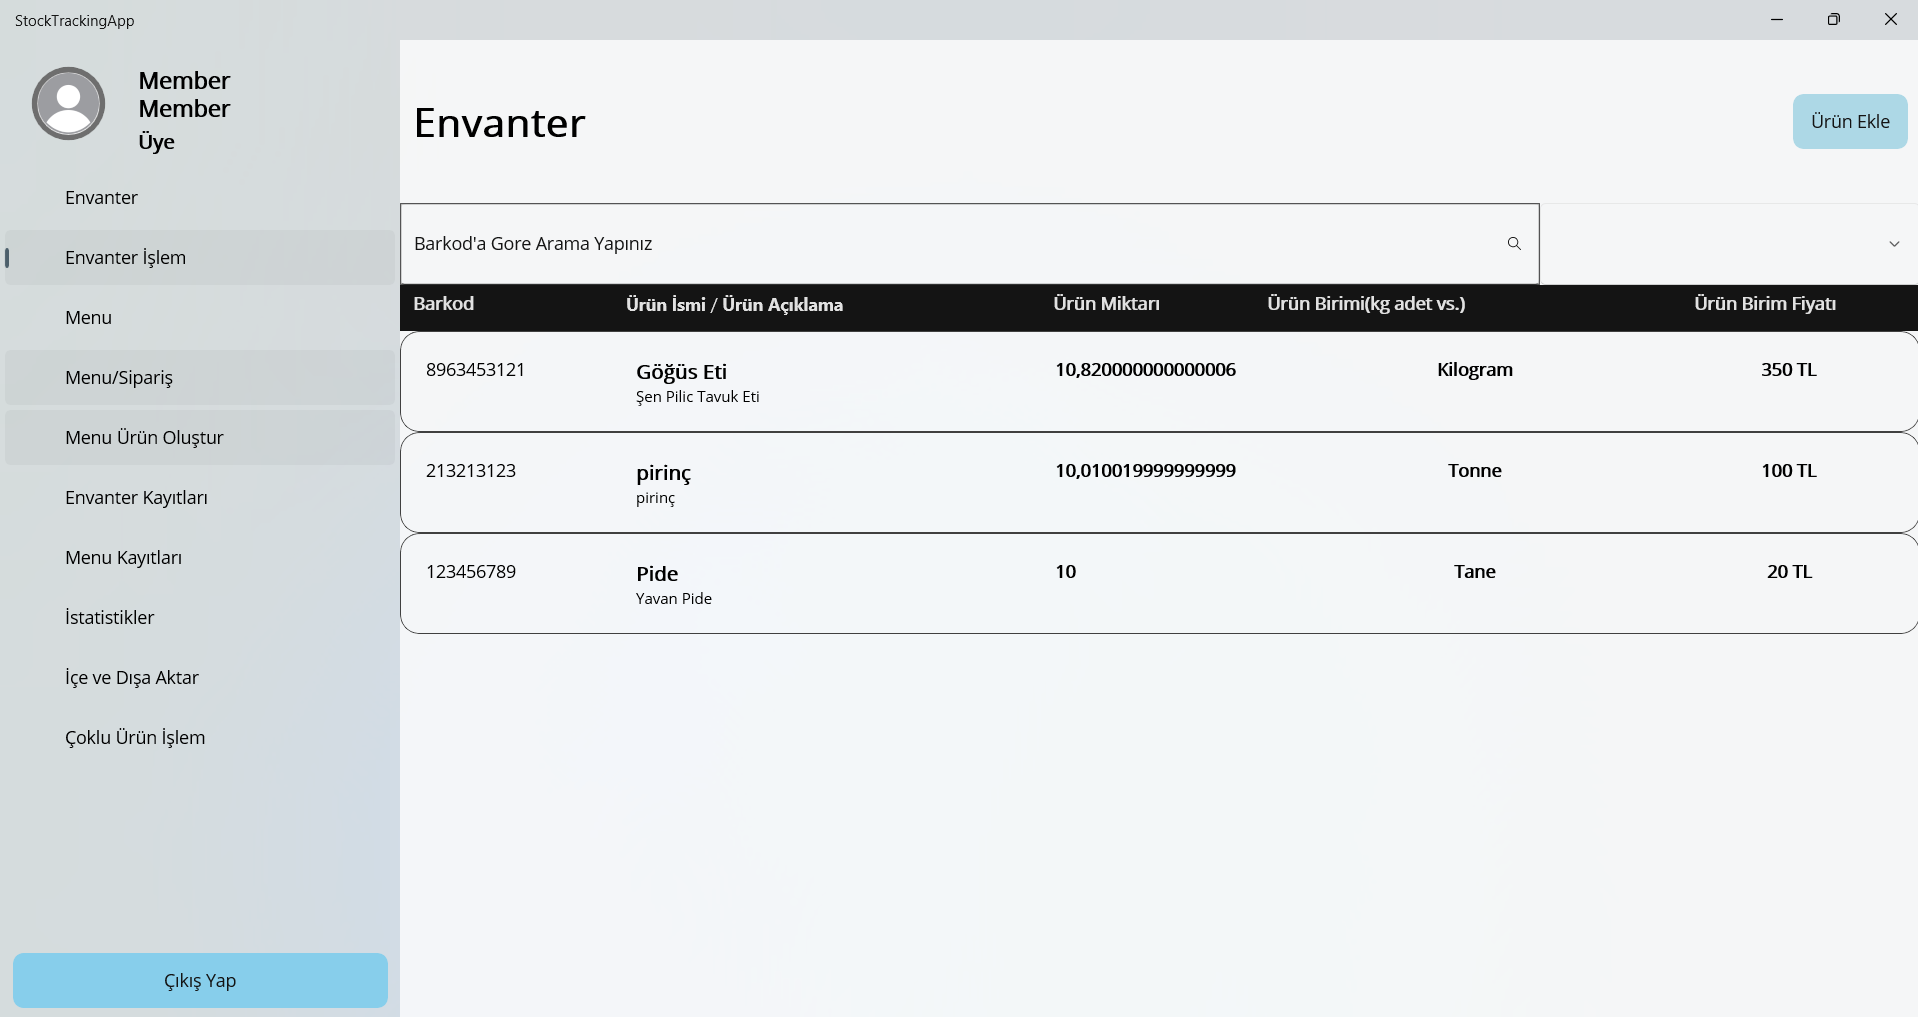 StockTrackingApp
Member
Member
Üye
Envanter
Envanter İşlem
Menu
Menu/Sipariş
Menu Ürün Oluştur
Envanter Kayıtları
Menu Kayıtları
İstatistikler
İçe ve Dışa Aktar
Çoklu Ürün İşlem
Çıkış Yap
Envanter
Ürün Ekle
Barkod'a Gore Arama Yapınız
Barkod Ürün İsmi / Ürün Açıklama Ürün Miktarı Ürün Birimi(kg adet vs.) Ürün Birim Fiyatı
8963453121 Göğüs Eti 10,820000000000006 Kilogram 350 TL
Şen Pilic Tavuk Eti
213213123 pirinç 10,010019999999999 Tonne 100 TL
pirinç
123456789 Pide 10 Tane 20 TL
Yavan Pide